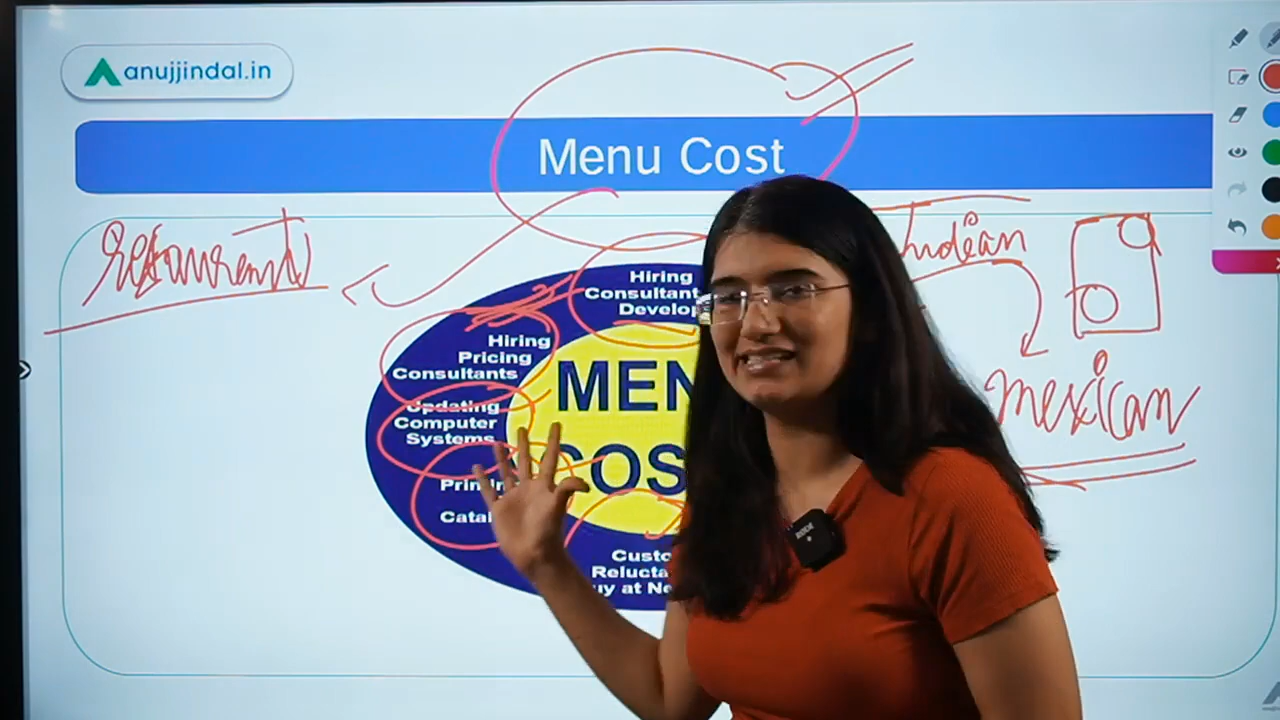 anujjindal.in
Menu Cost
Restaurant
Indian
Mexican
Hiring
Consultant
Develop
Hiring
Pricing
Consultants
Updating
Computer
Systems
MEN
COS
Custo
Relucta
uy at Ne